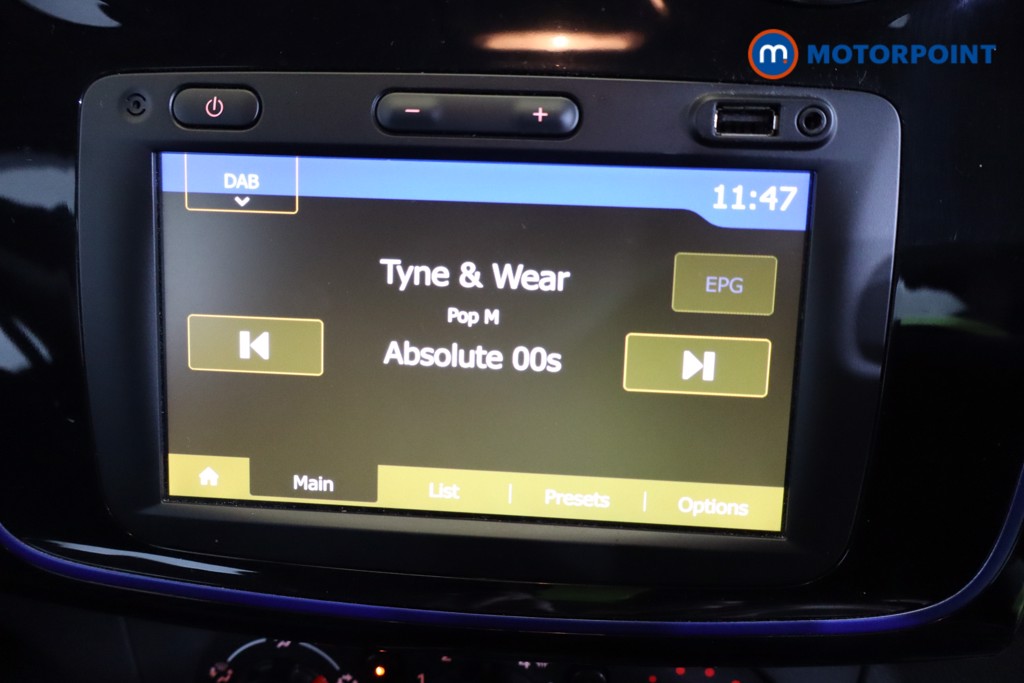 m MOTORPOINT
DAB
11:47
Tyne & Wear
EPG
Pop M
Absolute 00s
Main
List
Presets
Options